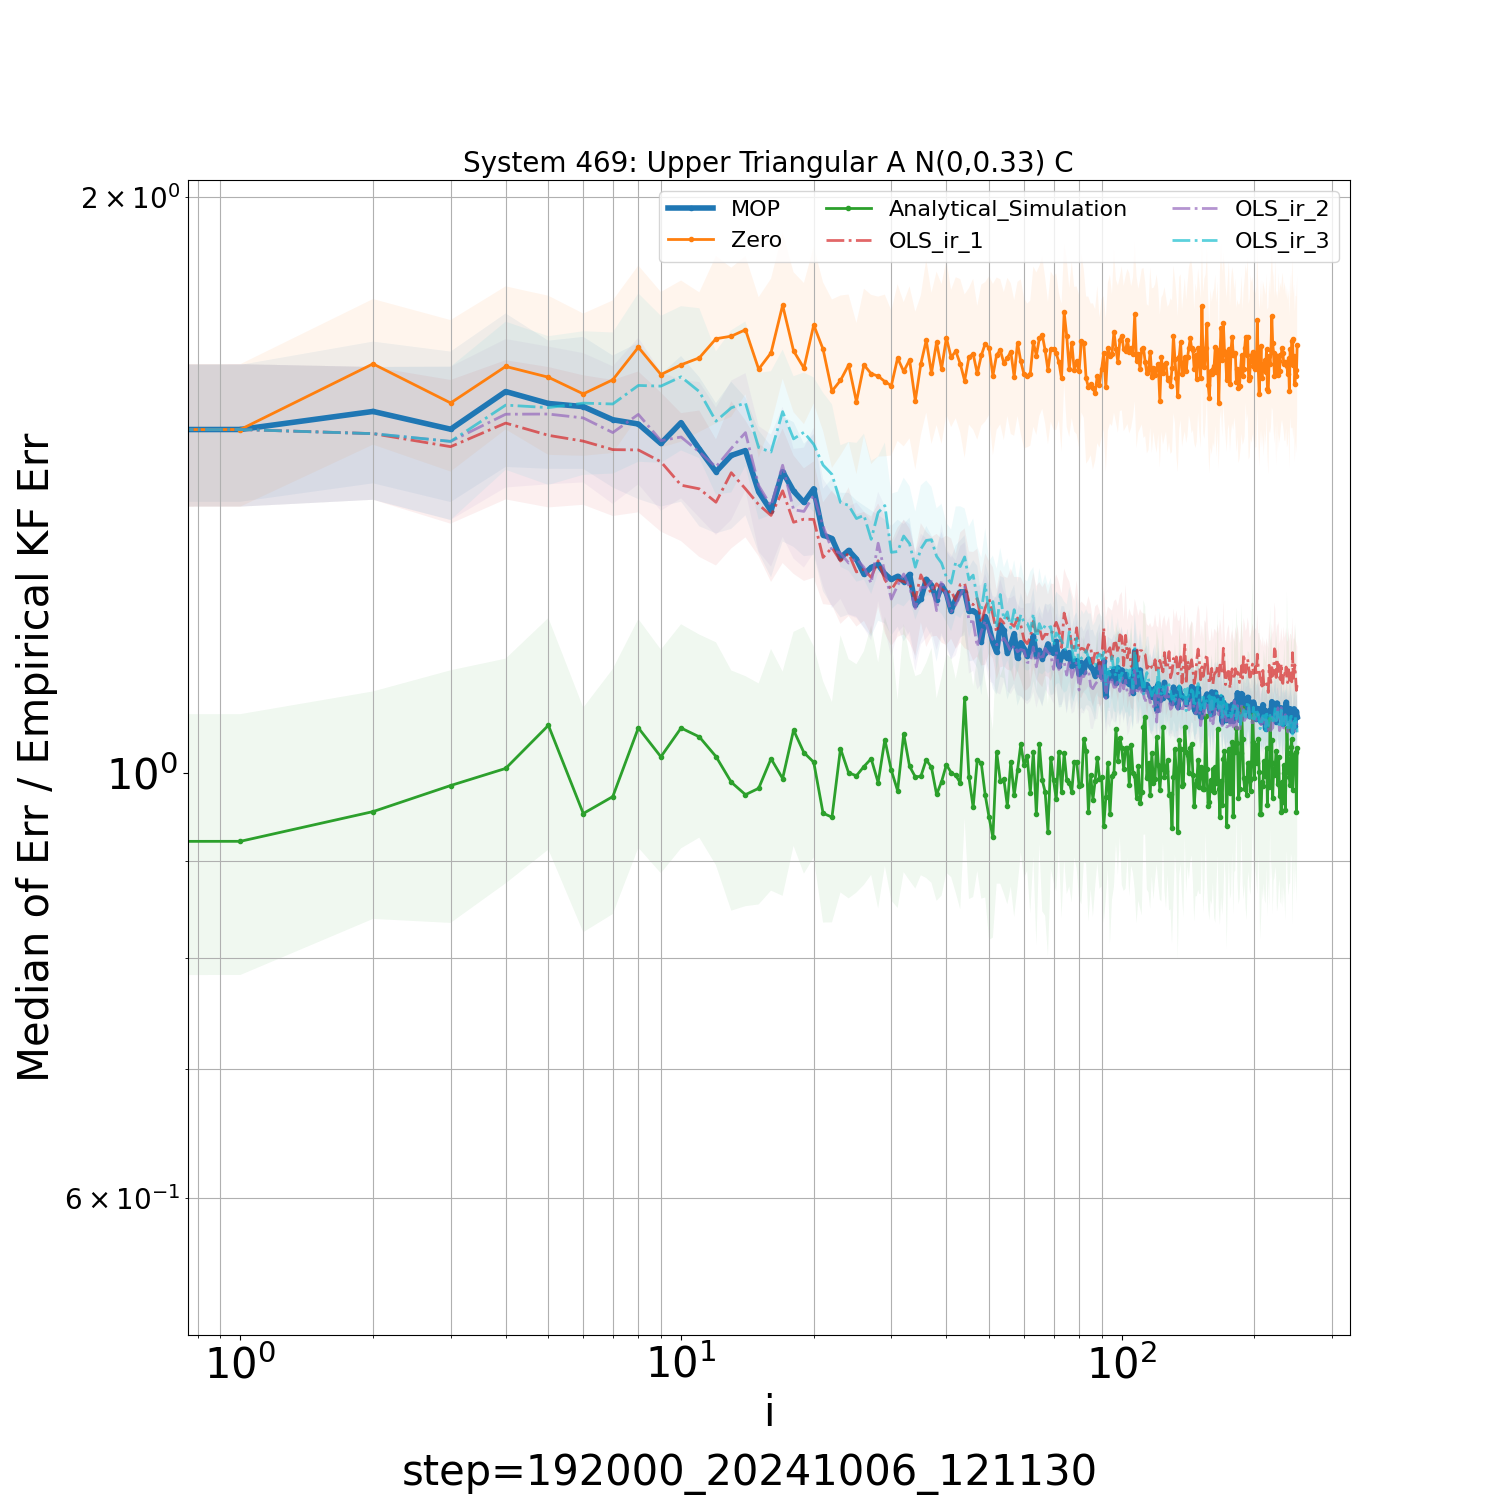 System 469: Upper Triangular A N(0,0.33) C
MOP
Zero
Analytical_Simulation
OLS_ir_1
OLS_ir_2
OLS_ir_3
Median of Err / Empirical KF Err
2 × 10⁰
10⁰
6 × 10⁻¹
10⁰ 10¹ 10²
i
step=192000_20241006_121130